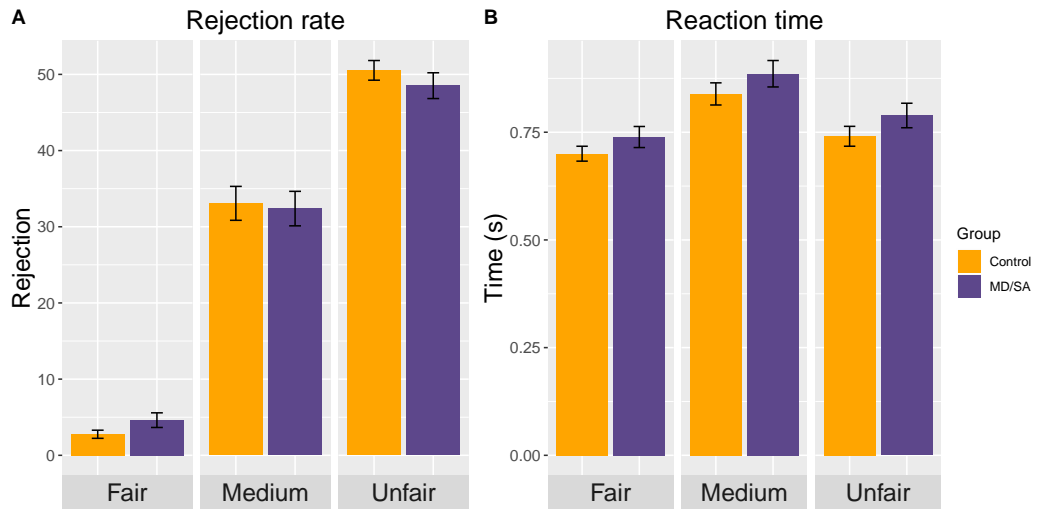 A
Rejection rate
Rejection
50
40
30
20
10
0
Fair
Medium
Unfair
B
Reaction time
Time (s)
0.75
0.50
0.25
0.00
Fair
Medium
Unfair
Group
Control
MD/SA